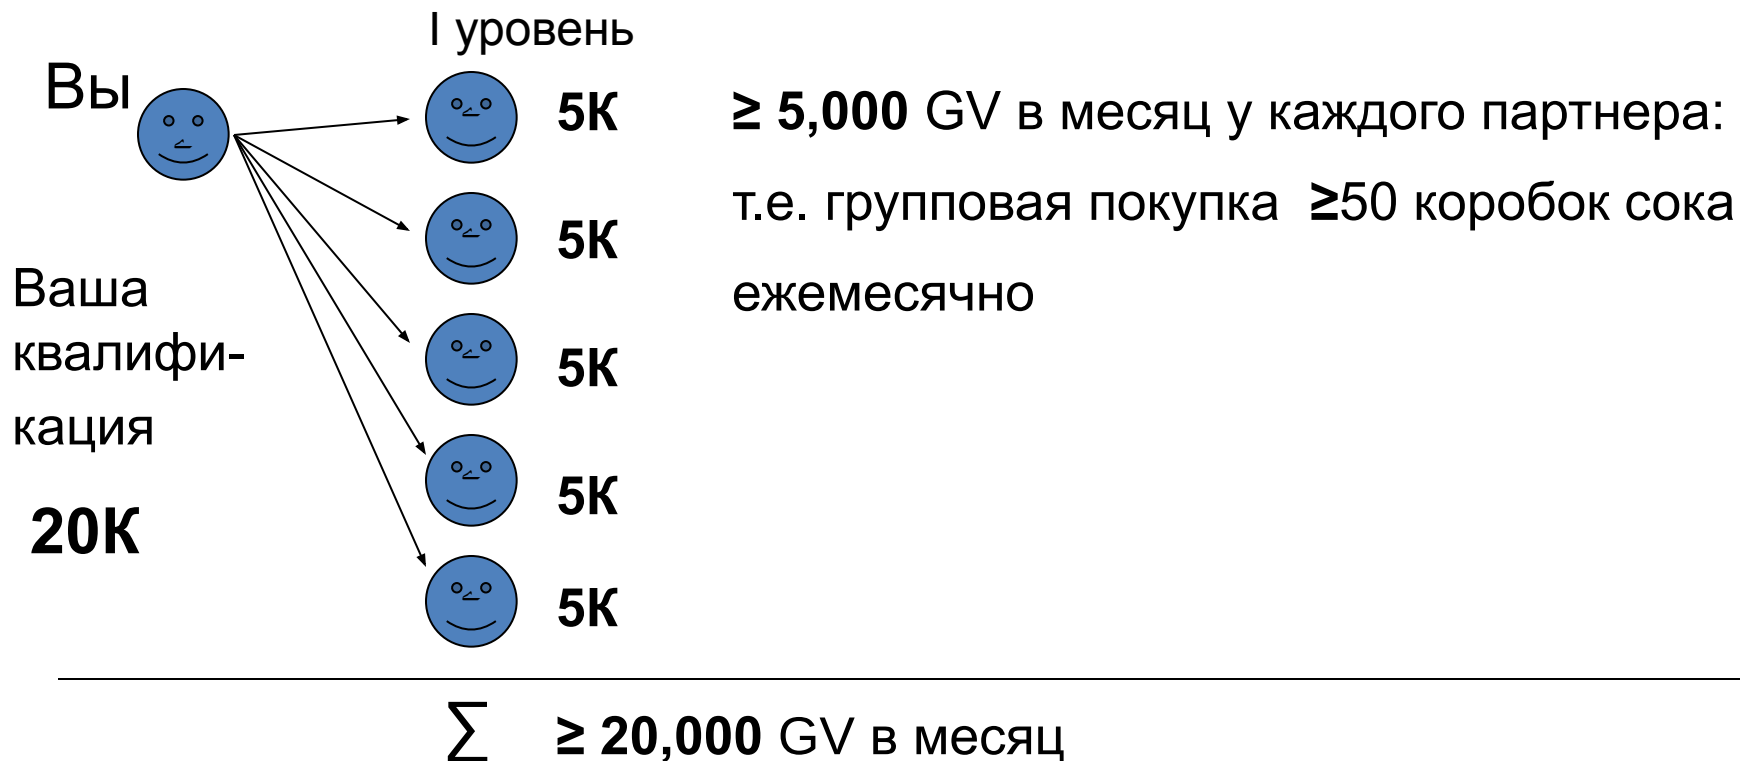 I уровень
Вы
5К
≥ 5,000 GV в месяц у каждого партнера:
т.е. групповая покупка ≥50 коробок сока
ежемесячно
5К
Ваша
квалифи-
кация
20К
5К
5К
5К
∑ ≥ 20,000 GV в месяц